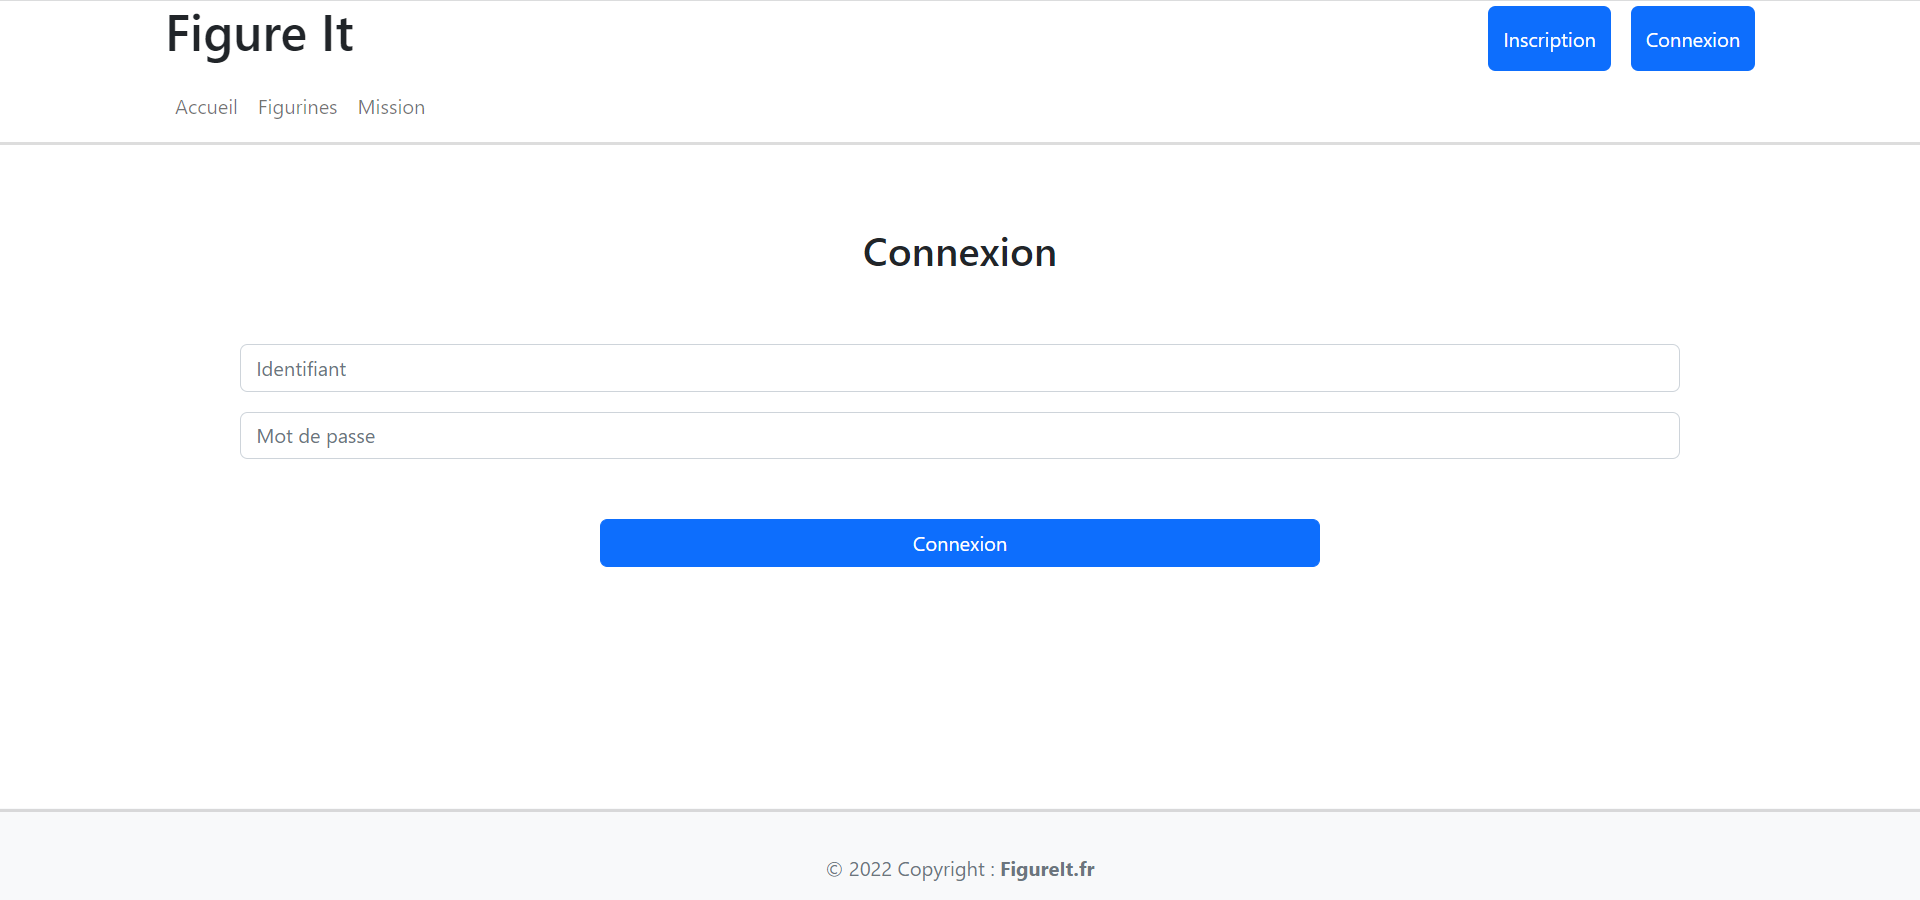 Figure It
Inscription Connexion
Accueil Figurines Mission
Connexion
Identifiant
Mot de passe
Connexion
© 2022 Copyright : FigureIt.fr